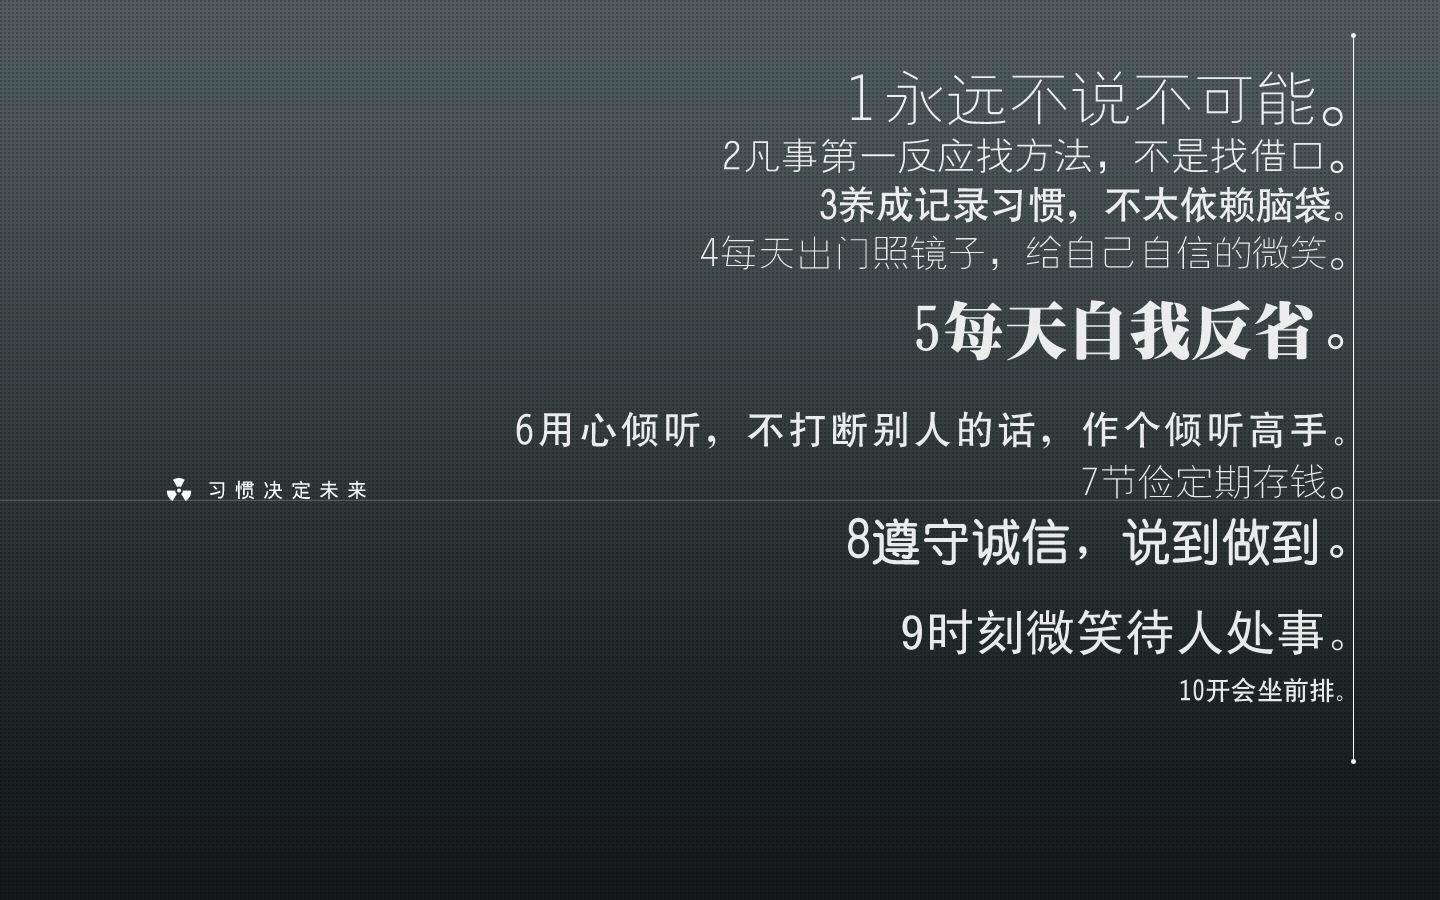 1永远不说不可能。
2凡事第一反应找方法，不是找借口。
3养成记录习惯，不太依赖脑袋。
4每天出门照镜子，给自己自信的微笑。
5每天自我反省。
6用心倾听，不打断别人的话，作个倾听高手。
7节俭定期存钱。
习惯决定未来
8遵守诚信，说到做到。
9时刻微笑待人处事。
10开会坐前排。